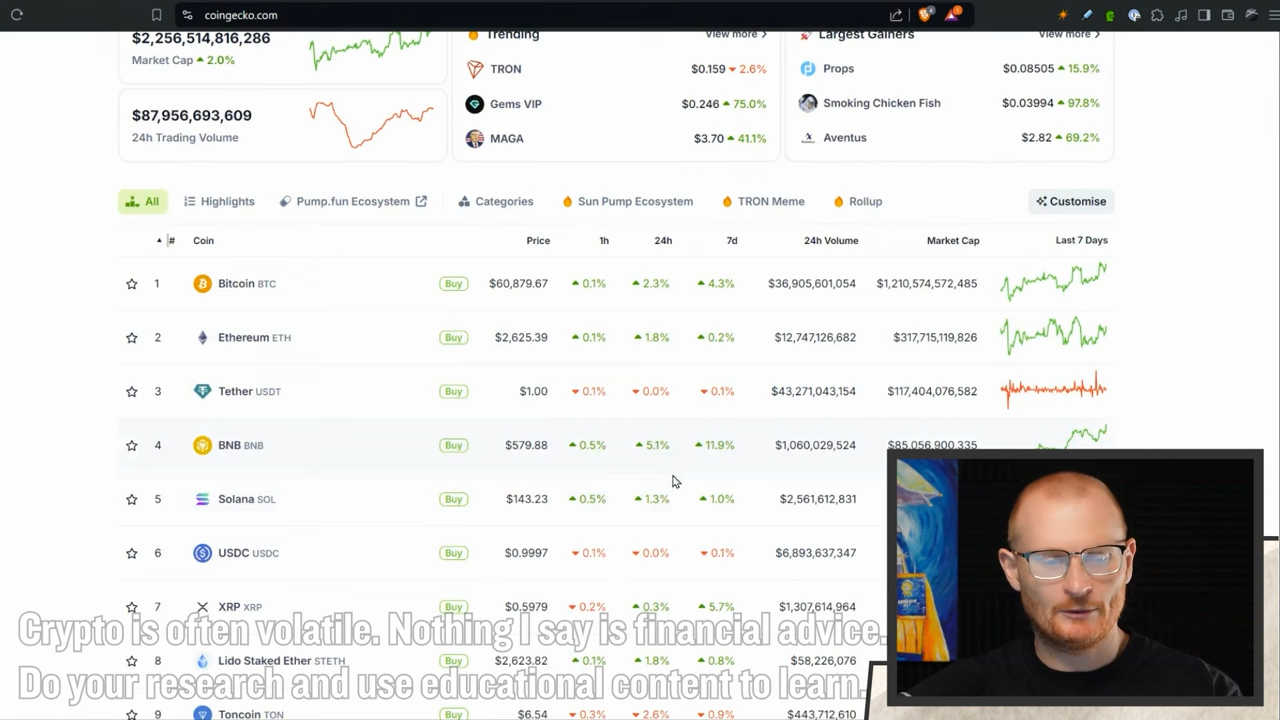 coingecko.com
$2,256,514,816,286
Market Cap 2.0%
$87,956,693,609
24h Trading Volume
Trending View more >
TRON $0.159 2.6%
Gems VIP $0.246 75.0%
MAGA $3.70 41.1%
Largest Gainers View more >
Props $0.08505 15.9%
Smoking Chicken Fish $0.03994 97.8%
Aventus $2.82 69.2%
All Highlights Pump.fun Ecosystem Categories Sun Pump Ecosystem TRON Meme Rollup Customise
# Coin Price 1h 24h 7d 24h Volume Market Cap Last 7 Days
1 Bitcoin BTC Buy $60,879.67 0.1% 2.3% 4.3% $36,905,601,054 $1,210,574,572,485
2 Ethereum ETH Buy $2,625.39 0.1% 1.8% 0.2% $12,747,126,682 $317,715,119,826
3 Tether USDT Buy $1.00 0.1% 0.0% 0.1% $43,271,043,154 $117,404,076,582
4 BNB BNB Buy $579.88 0.5% 5.1% 11.9% $1,060,029,524 $85,056,900,335
5 Solana SOL Buy $143.23 0.5% 1.3% 1.0% $2,561,612,831
6 USDC USDC Buy $0.9997 0.1% 0.0% 0.1% $6,893,637,347
7 XRP XRP Buy $0.5979 0.2% 0.3% 5.7% $1,307,614,964
Crypto is often volatile. Nothing I say is financial advice.
8 Lido Staked Ether STETH Buy $2,623.82 0.1% 1.8% 0.8% $58,226,076
Do your research and use educational content to learn.
9 Toncoin TON Buy $6.54 0.3% 2.6% 0.9% $443,712,610